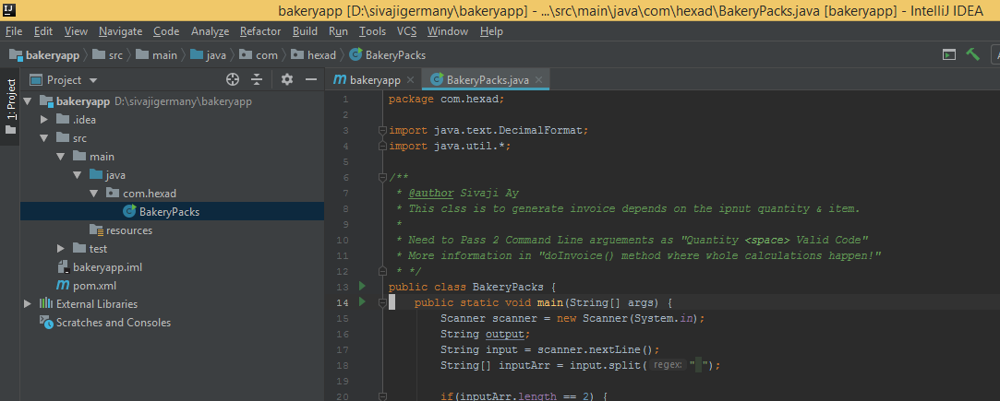 bakeryapp [D:\sivajigermany\bakeryapp] - ...\src\main\java\com\hexad\BakeryPacks.java [bakeryapp] - IntelliJ IDEA
File Edit View Navigate Code Analyze Refactor Build Run Tools VCS Window Help
bakeryapp src main java com hexad BakeryPacks
1: Project
Project
bakeryapp D:\sivajigermany\bakeryapp
.idea
src
main
java
com.hexad
BakeryPacks
resources
test
bakeryapp.iml
pom.xml
External Libraries
Scratches and Consoles
bakeryapp BakeryPacks.java
1 package com.hexad;
2
3 import java.text.DecimalFormat;
4 import java.util.*;
5
6 /**
7 * @author Sivaji Ay
8 * This clss is to generate invoice depends on the ipnut quantity & item.
9 *
10 * Need to Pass 2 Command Line arguements as "Quantity <space> Valid Code"
11 * More information in "doInvoice() method where whole calculations happen!"
12 * */
13 public class BakeryPacks {
14 public static void main(String[] args) {
15 Scanner scanner = new Scanner(System.in);
16 String output;
17 String input = scanner.nextLine();
18 String[] inputArr = input.split( regex: " ");
19
20 if(inputArr.length == 2) {